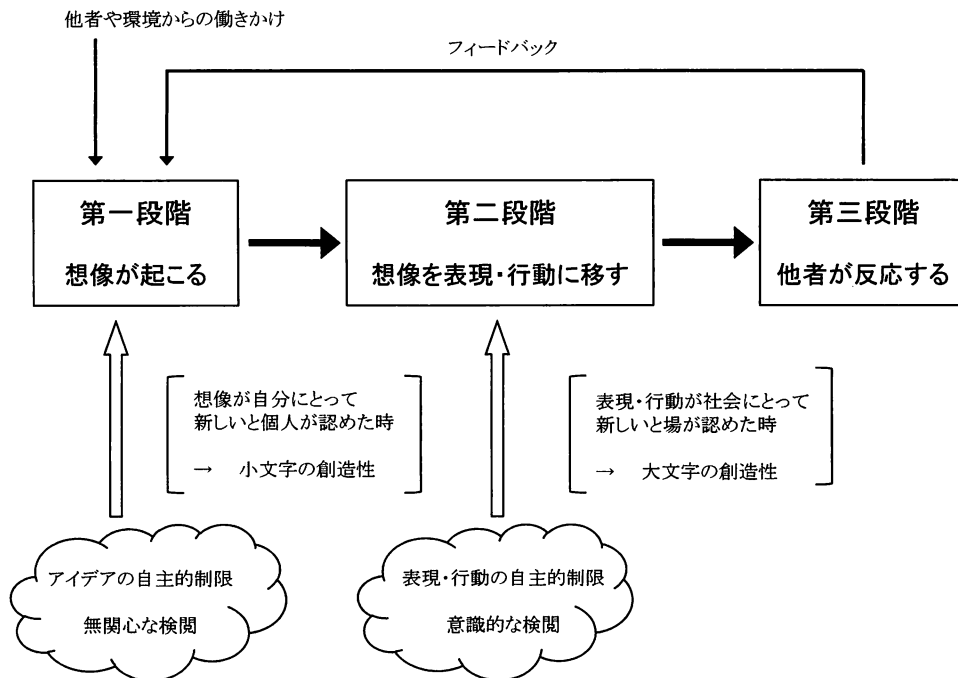 他者や環境からの働きかけ
フィードバック
第一段階
想像が起こる
第二段階
想像を表現・行動に移す
第三段階
他者が反応する
想像が自分にとって
新しいと個人が認めた時
→ 小文字の創造性
表現・行動が社会にとって
新しいと場が認めた時
→ 大文字の創造性
アイデアの自主的制限
無関心な検閲
表現・行動の自主的制限
意識的な検閲